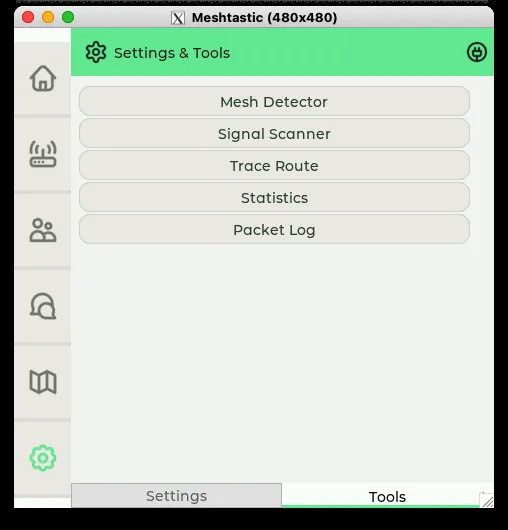 Meshtastic (480x480)
Settings & Tools
Mesh Detector
Signal Scanner
Trace Route
Statistics
Packet Log
Settings
Tools